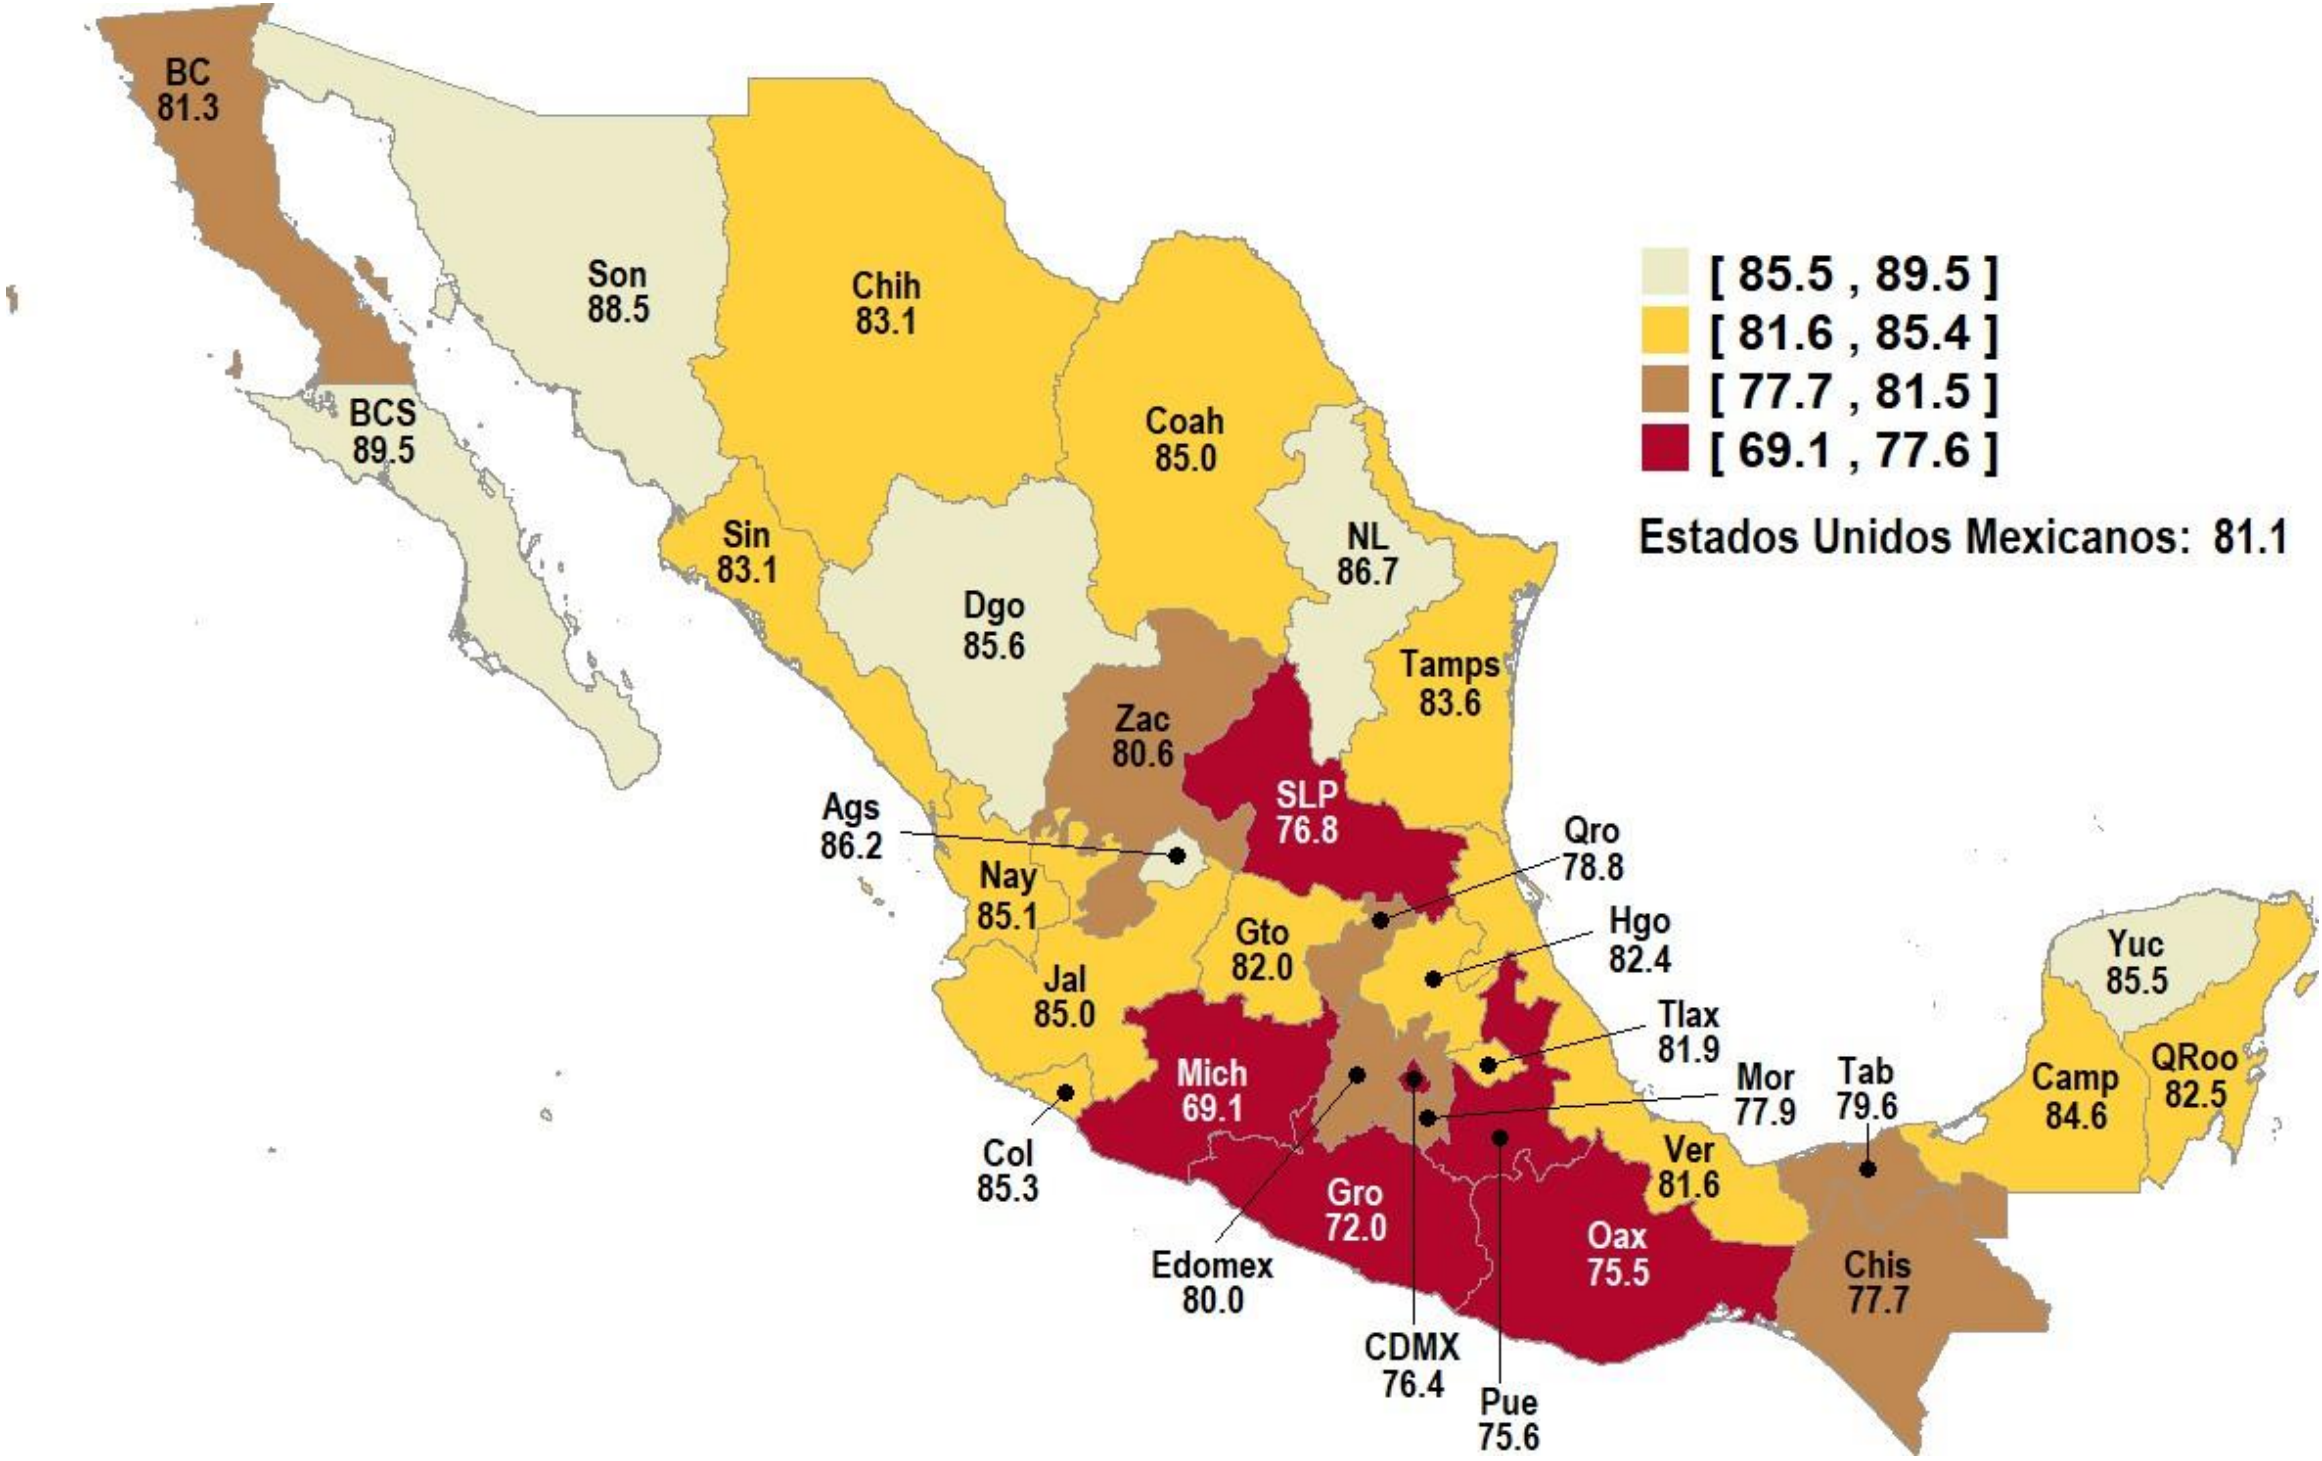 BC
81.3
Son
88.5
Chih
83.1
[ 85.5 , 89.5 ]
[ 81.6 , 85.4 ]
[ 77.7 , 81.5 ]
[ 69.1 , 77.6 ]
Estados Unidos Mexicanos: 81.1
BCS
89.5
Coah
85.0
Sin
83.1
NL
86.7
Dgo
85.6
Tamps
83.6
Zac
80.6
SLP
76.8
Ags
86.2
Qro
78.8
Nay
85.1
Gto
82.0
Hgo
82.4
Yuc
85.5
Jal
85.0
Tlax
81.9
Mich
69.1
Mor
77.9
Tab
79.6
Camp
84.6
QRoo
82.5
Col
85.3
Ver
81.6
Gro
72.0
Oax
75.5
Edomex
80.0
Chis
77.7
CDMX
76.4
Pue
75.6